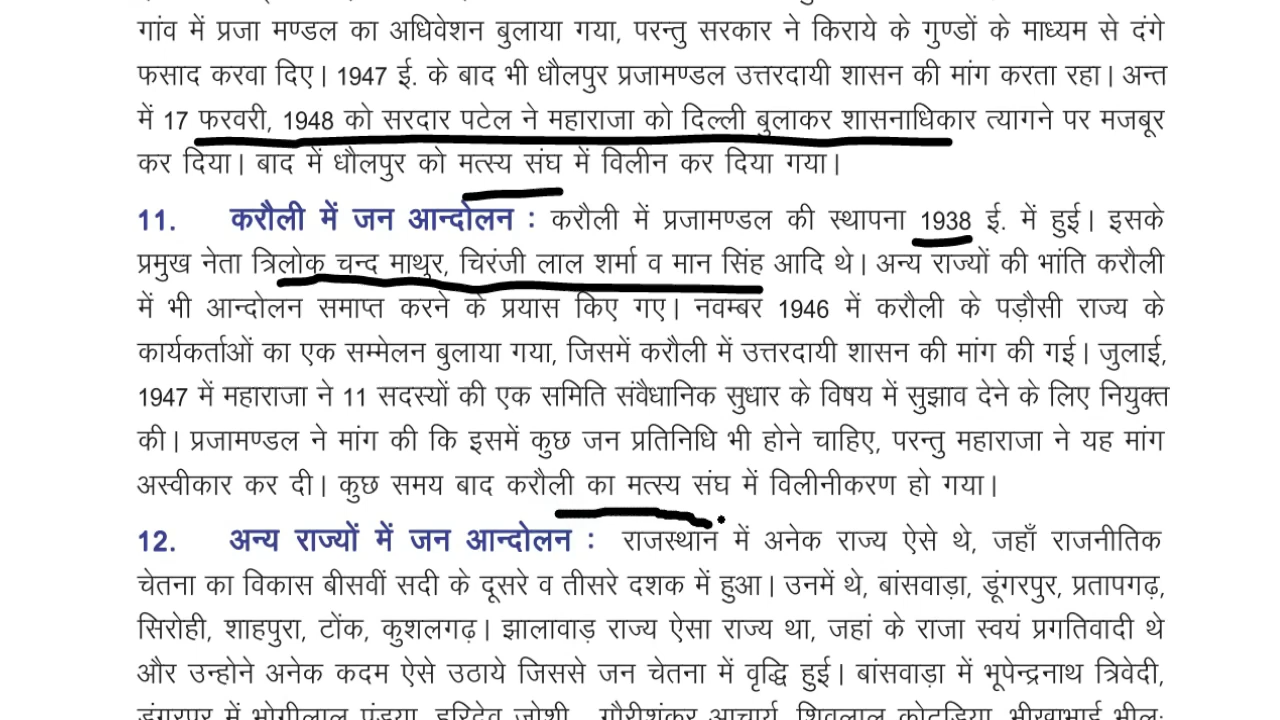 गांव में प्रजा मण्डल का अधिवेशन बुलाया गया, परन्तु सरकार ने किराये के गुण्डों के माध्यम से दंगे
फसाद करवा दिए। 1947 ई. के बाद भी धौलपुर प्रजामण्डल उत्तरदायी शासन की मांग करता रहा। अन्त
में 17 फरवरी, 1948 को सरदार पटेल ने महाराजा को दिल्ली बुलाकर शासनाधिकार त्यागने पर मजबूर
कर दिया। बाद में धौलपुर को मत्स्य संघ में विलीन कर दिया गया।
11. करौली में जन आन्दोलन : करौली में प्रजामण्डल की स्थापना 1938 ई. में हुई। इसके
प्रमुख नेता त्रिलोक चन्द माथुर, चिरंजी लाल शर्मा व मान सिंह आदि थे। अन्य राज्यों की भांति करौली
में भी आन्दोलन समाप्त करने के प्रयास किए गए। नवम्बर 1946 में करौली के पड़ौसी राज्य के
कार्यकर्ताओं का एक सम्मेलन बुलाया गया, जिसमें करौली में उत्तरदायी शासन की मांग की गई। जुलाई,
1947 में महाराजा ने 11 सदस्यों की एक समिति संवैधानिक सुधार के विषय में सुझाव देने के लिए नियुक्त
की। प्रजामण्डल ने मांग की कि इसमें कुछ जन प्रतिनिधि भी होने चाहिए, परन्तु महाराजा ने यह मांग
अस्वीकार कर दी। कुछ समय बाद करौली का मत्स्य संघ में विलीनीकरण हो गया।
12. अन्य राज्यों में जन आन्दोलन : राजस्थान में अनेक राज्य ऐसे थे, जहाँ राजनीतिक
चेतना का विकास बीसवीं सदी के दूसरे व तीसरे दशक में हुआ। उनमें थे, बांसवाड़ा, डूंगरपुर, प्रतापगढ़,
सिरोही, शाहपुरा, टोंक, कुशलगढ़। झालावाड़ राज्य ऐसा राज्य था, जहां के राजा स्वयं प्रगतिवादी थे
और उन्होने अनेक कदम ऐसे उठाये जिससे जन चेतना में वृद्धि हुई। बांसवाड़ा में भूपेन्द्रनाथ त्रिवेदी,
डूंगरपुर में भोगीलाल पंड्या, हरिदेव जोशी, गौरीशंकर आचार्य, शिवलाल कोटड़िया, भीखाभाई भील;